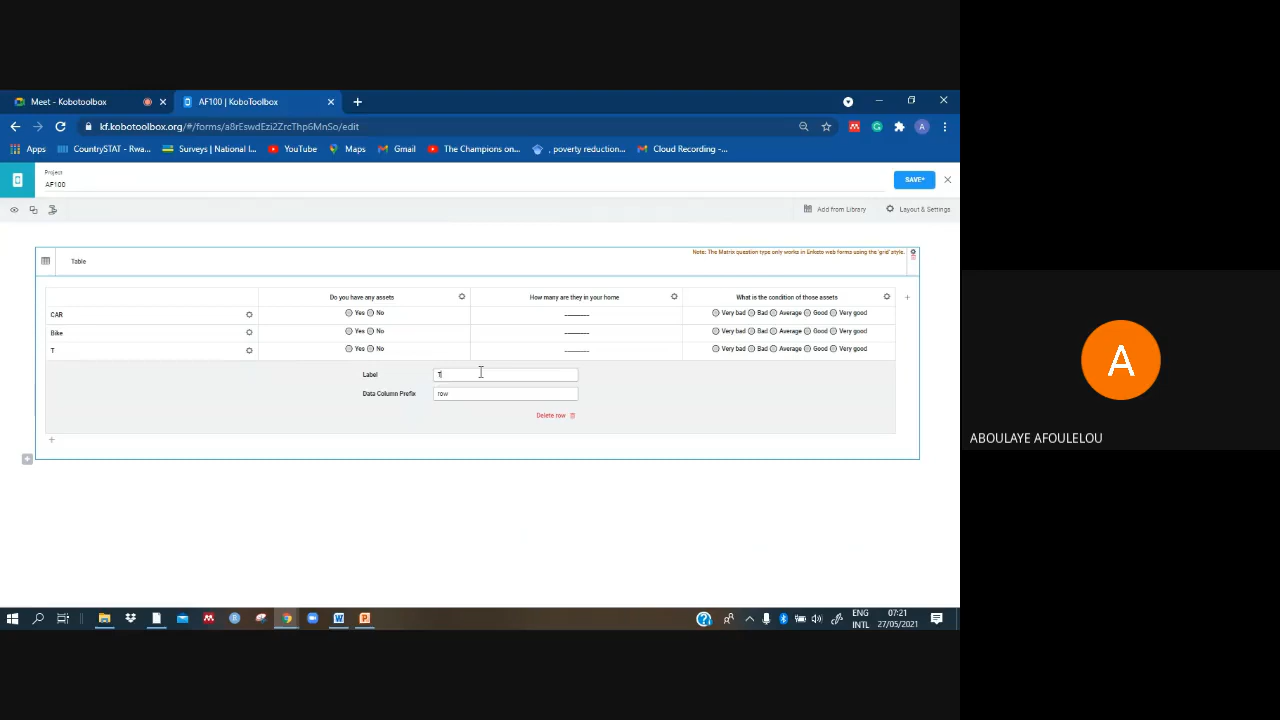 Meet - Kobotoolbox
AF100 | KoboToolbox
kf.kobotoolbox.org/#/forms/a8rEswdEzi2ZrcThp6MnSo/edit
A
Apps
CountrySTAT - Rwa...
Surveys | National I...
YouTube
Maps
Gmail
The Champions on...
, poverty reduction...
Cloud Recording -...
Project
AF100
SAVE*
Add from Library
Layout & Settings
Note: The Matrix question type only works in Enketo web forms using the 'grid' style.
Table
Do you have any assets How many are they in your home What is the condition of those assets
CAR Yes No ________ Very bad Bad Average Good Very good
Bike Yes No ________ Very bad Bad Average Good Very good
T Yes No ________ Very bad Bad Average Good Very good
Label T
Data Column Prefix row
Delete row
A
ABOULAYE AFOULELOU
ENG
INTL
07:21
27/05/2021